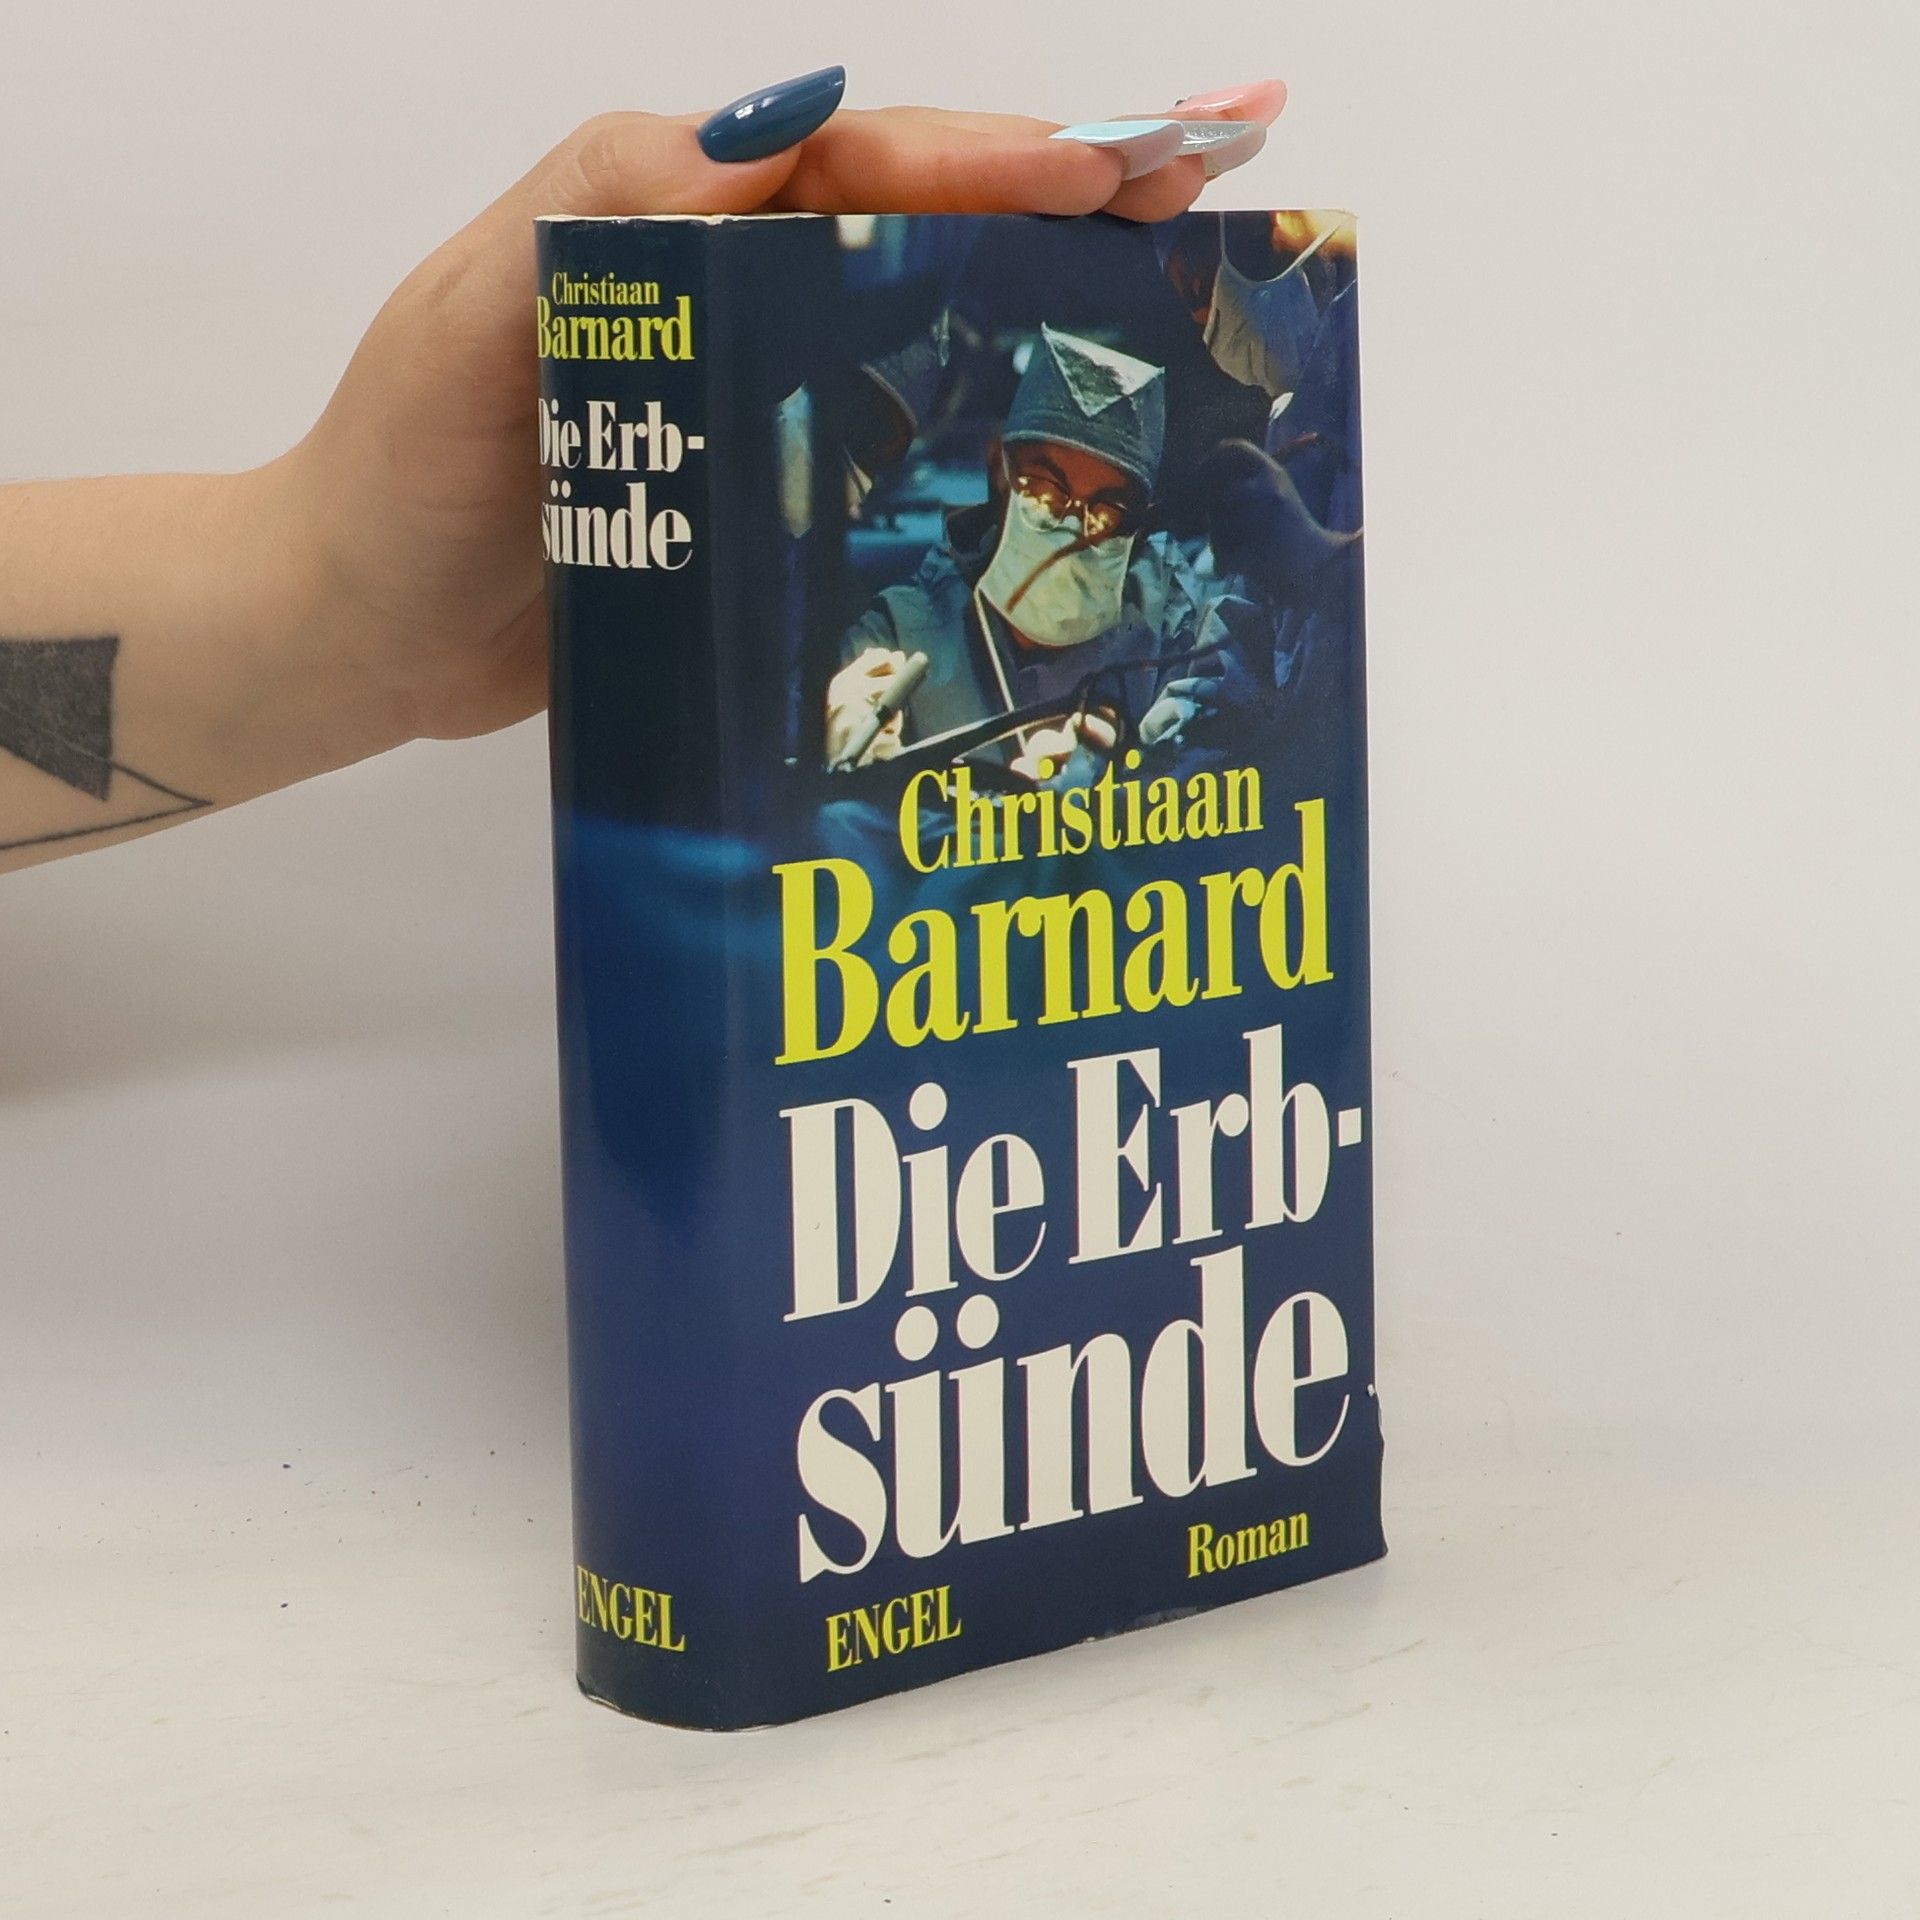 Christiaan
Barnard
Die Erb-
sünde
ENGEL
Christiaan
Barnard
Die Erb-
sünde
Roman
ENGEL